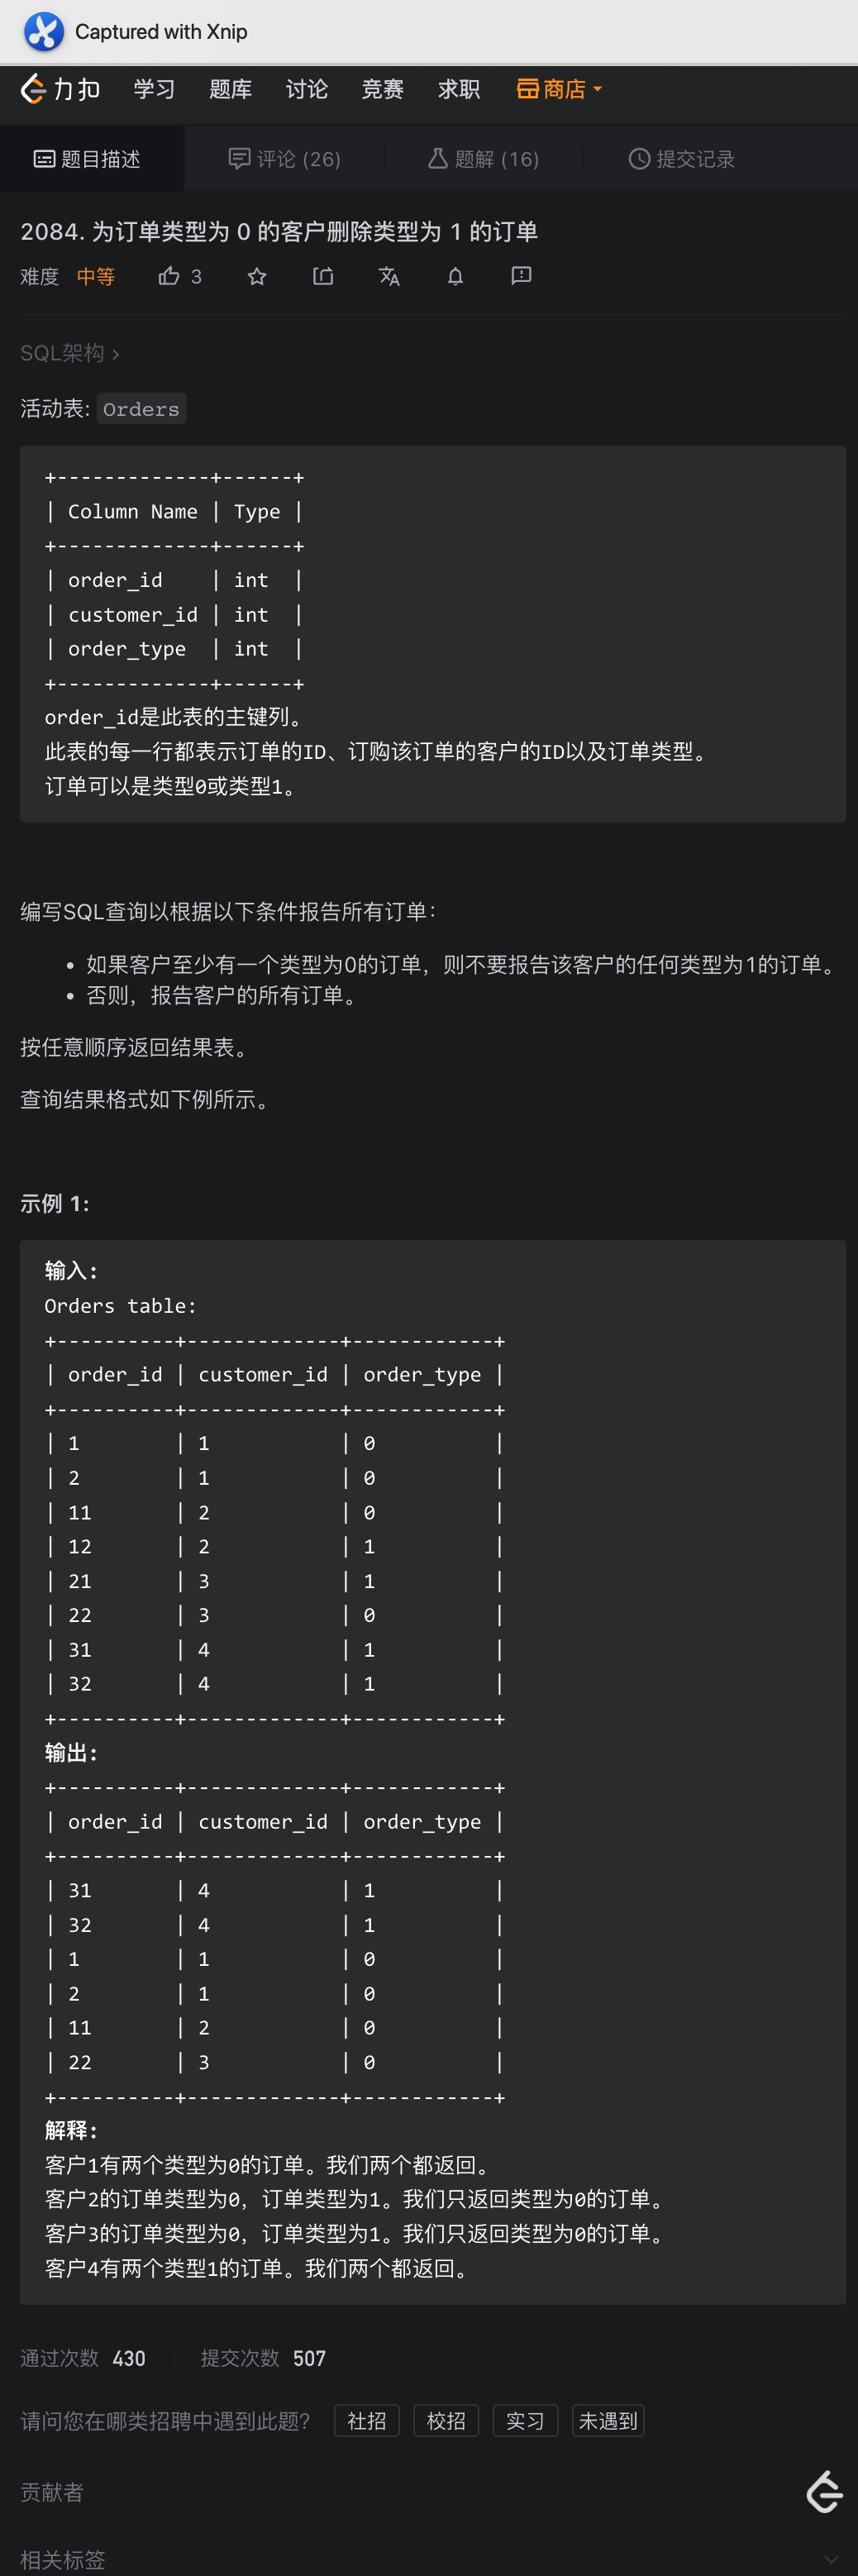 Captured with Xnip
力扣 学习 题库 讨论 竞赛 求职 商店
题目描述 评论 (26) 题解 (16) 提交记录
2084. 为订单类型为 0 的客户删除类型为 1 的订单
难度 中等 3
SQL架构 ›
活动表: Orders
+-------------+------+
| Column Name | Type |
+-------------+------+
| order_id    | int  |
| customer_id | int  |
| order_type  | int  |
+-------------+------+
order_id是此表的主键列。
此表的每一行都表示订单的ID、订购该订单的客户的ID以及订单类型。
订单可以是类型0或类型1。
编写SQL查询以根据以下条件报告所有订单：
• 如果客户至少有一个类型为0的订单，则不要报告该客户的任何类型为1的订单。
• 否则，报告客户的所有订单。
按任意顺序返回结果表。
查询结果格式如下例所示。
示例 1:
输入:
Orders table:
+----------+-------------+------------+
| order_id | customer_id | order_type |
+----------+-------------+------------+
| 1        | 1           | 0          |
| 2        | 1           | 0          |
| 11       | 2           | 0          |
| 12       | 2           | 1          |
| 21       | 3           | 1          |
| 22       | 3           | 0          |
| 31       | 4           | 1          |
| 32       | 4           | 1          |
+----------+-------------+------------+
输出:
+----------+-------------+------------+
| order_id | customer_id | order_type |
+----------+-------------+------------+
| 31       | 4           | 1          |
| 32       | 4           | 1          |
| 1        | 1           | 0          |
| 2        | 1           | 0          |
| 11       | 2           | 0          |
| 22       | 3           | 0          |
+----------+-------------+------------+
解释:
客户1有两个类型为0的订单。我们两个都返回。
客户2的订单类型为0，订单类型为1。我们只返回类型为0的订单。
客户3的订单类型为0，订单类型为1。我们只返回类型为0的订单。
客户4有两个类型1的订单。我们两个都返回。
通过次数 430 提交次数 507
请问您在哪类招聘中遇到此题? 社招 校招 实习 未遇到
贡献者
相关标签